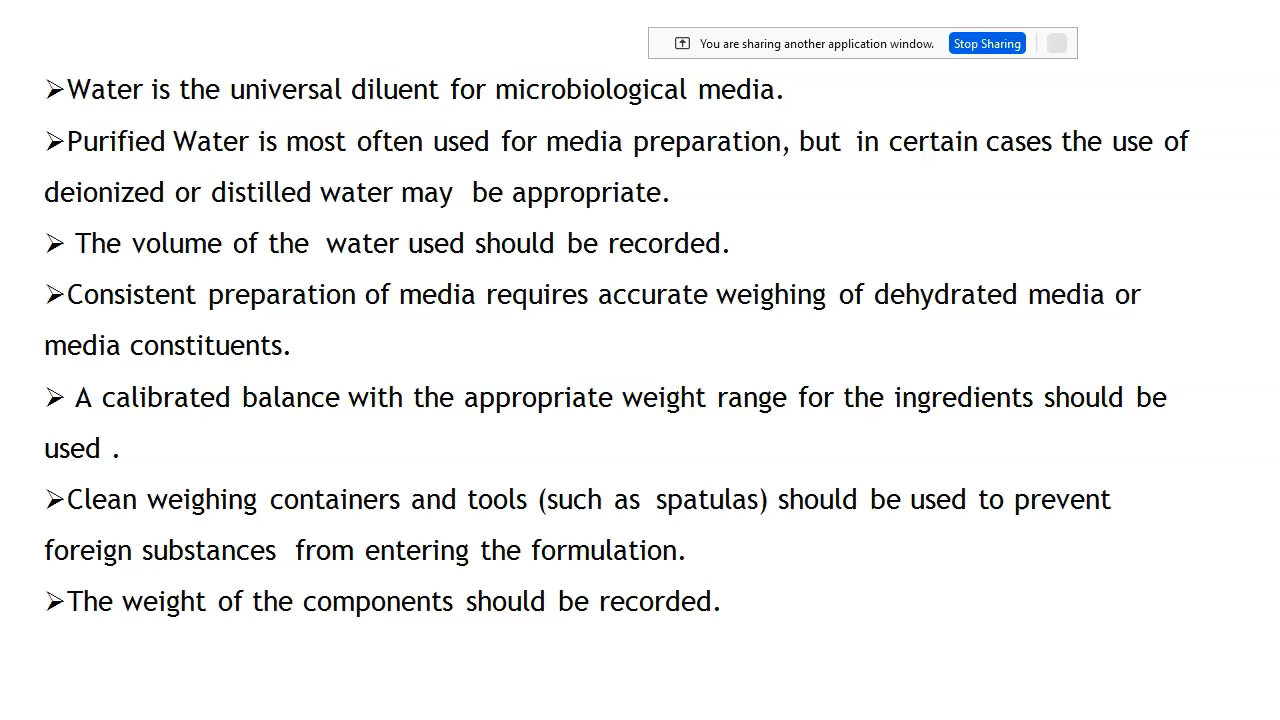 You are sharing another application window. Stop Sharing
➢Water is the universal diluent for microbiological media.
➢Purified Water is most often used for media preparation, but in certain cases the use of
deionized or distilled water may be appropriate.
➢ The volume of the water used should be recorded.
➢Consistent preparation of media requires accurate weighing of dehydrated media or
media constituents.
➢ A calibrated balance with the appropriate weight range for the ingredients should be
used .
➢Clean weighing containers and tools (such as spatulas) should be used to prevent
foreign substances from entering the formulation.
➢The weight of the components should be recorded.